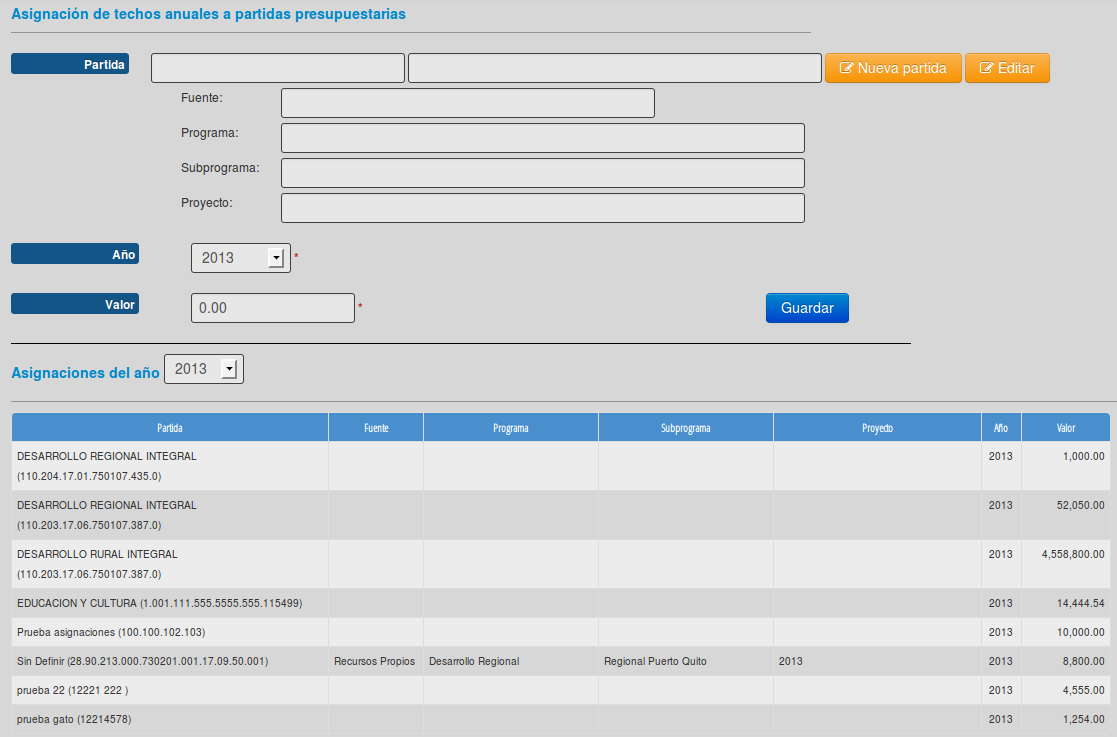 Asignación de techos anuales a partidas presupuestarias
Partida Nueva partida Editar
Fuente:
Programa:
Subprograma:
Proyecto:
Año 2013 *
Valor 0.00 * Guardar
Asignaciones del año 2013
Partida Fuente Programa Subprograma Proyecto Año Valor
DESARROLLO REGIONAL INTEGRAL 2013 1,000.00
(110.204.17.01.750107.435.0)
DESARROLLO REGIONAL INTEGRAL 2013 52,050.00
(110.203.17.06.750107.387.0)
DESARROLLO RURAL INTEGRAL 2013 4,558,800.00
(110.203.17.06.750107.387.0)
EDUCACION Y CULTURA (1.001.111.555.5555.555.115499) 2013 14,444.54
Prueba asignaciones (100.100.102.103) 2013 10,000.00
Sin Definir (28.90.213.000.730201.001.17.09.50.001) Recursos Propios Desarrollo Regional Regional Puerto Quito 2013 2013 8,800.00
prueba 22 (12221 222 ) 2013 4,555.00
prueba gato (12214578) 2013 1,254.00